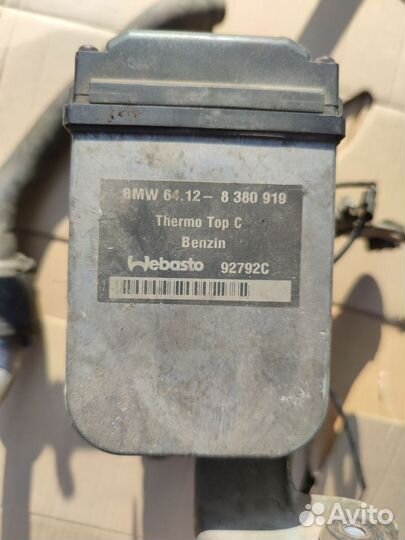 BMW 64.12- 8 380 919
Thermo Top C
Benzin
Webasto 92792C
Avito